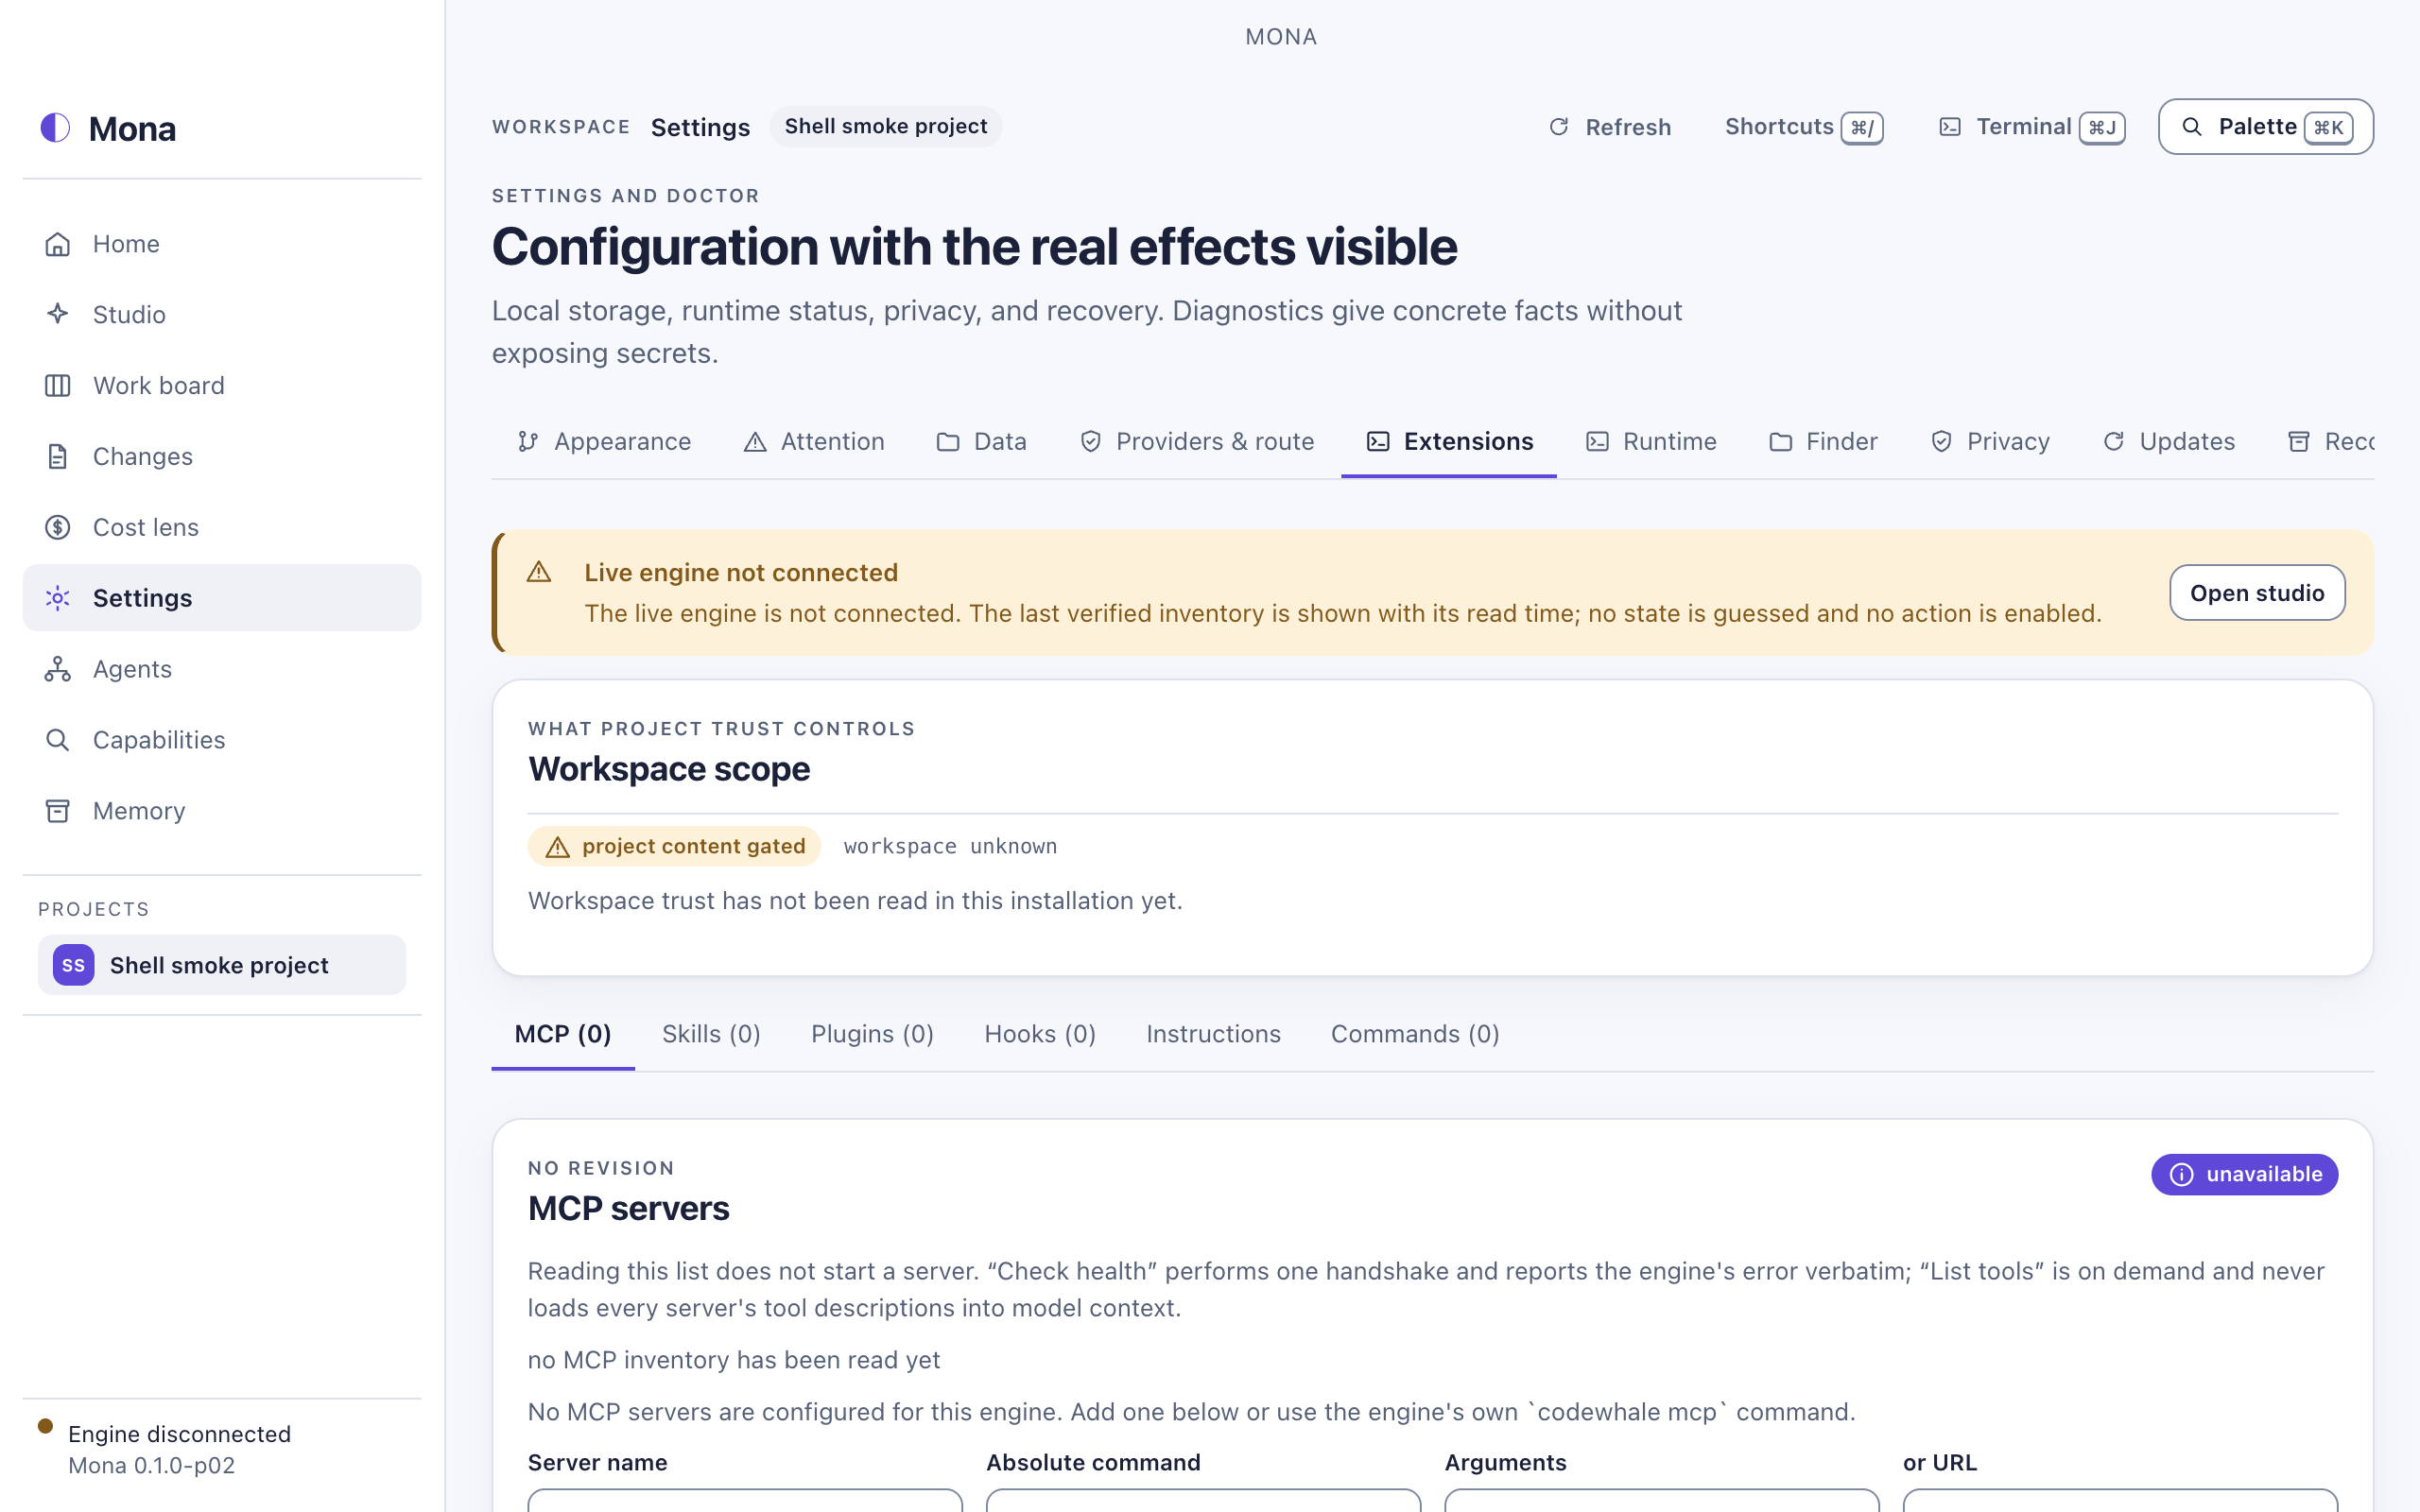 MONA
Mona
Home
Studio
Work board
Changes
Cost lens
Settings
Agents
Capabilities
Memory
PROJECTS
SS Shell smoke project
Engine disconnected
Mona 0.1.0-p02
WORKSPACE Settings Shell smoke project Refresh Shortcuts ⌘/ Terminal ⌘J Palette ⌘K
SETTINGS AND DOCTOR
Configuration with the real effects visible
Local storage, runtime status, privacy, and recovery. Diagnostics give concrete facts without
exposing secrets.
Appearance Attention Data Providers & route Extensions Runtime Finder Privacy Updates
Live engine not connected
The live engine is not connected. The last verified inventory is shown with its read time; no state is guessed and no action is enabled.
Open studio
WHAT PROJECT TRUST CONTROLS
Workspace scope
project content gated workspace unknown
Workspace trust has not been read in this installation yet.
MCP (0) Skills (0) Plugins (0) Hooks (0) Instructions Commands (0)
NO REVISION
MCP servers
unavailable
Reading this list does not start a server. “Check health” performs one handshake and reports the engine's error verbatim; “List tools” is on demand and never
loads every server's tool descriptions into model context.
no MCP inventory has been read yet
No MCP servers are configured for this engine. Add one below or use the engine's own `codewhale mcp` command.
Server name Absolute command Arguments or URL